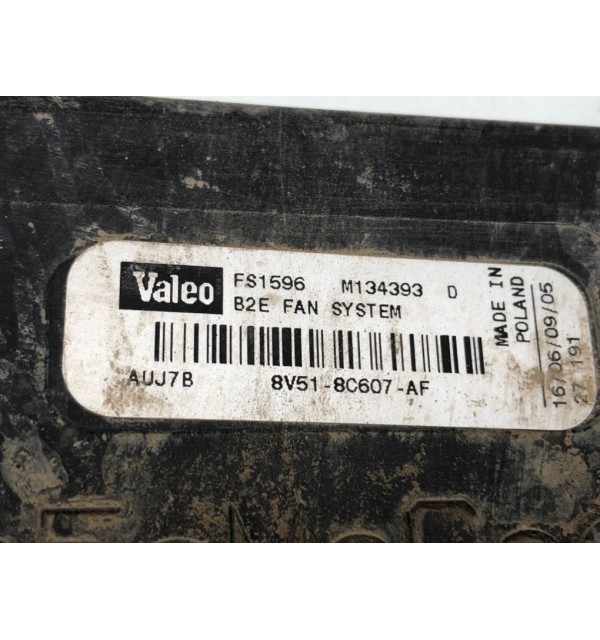 Valeo
FS1596 M134393 D
B2E FAN SYSTEM
AUJ7B 8V51-8C607-AF
MADE IN
POLAND
16/06/09/05
27 191
FoMoCo